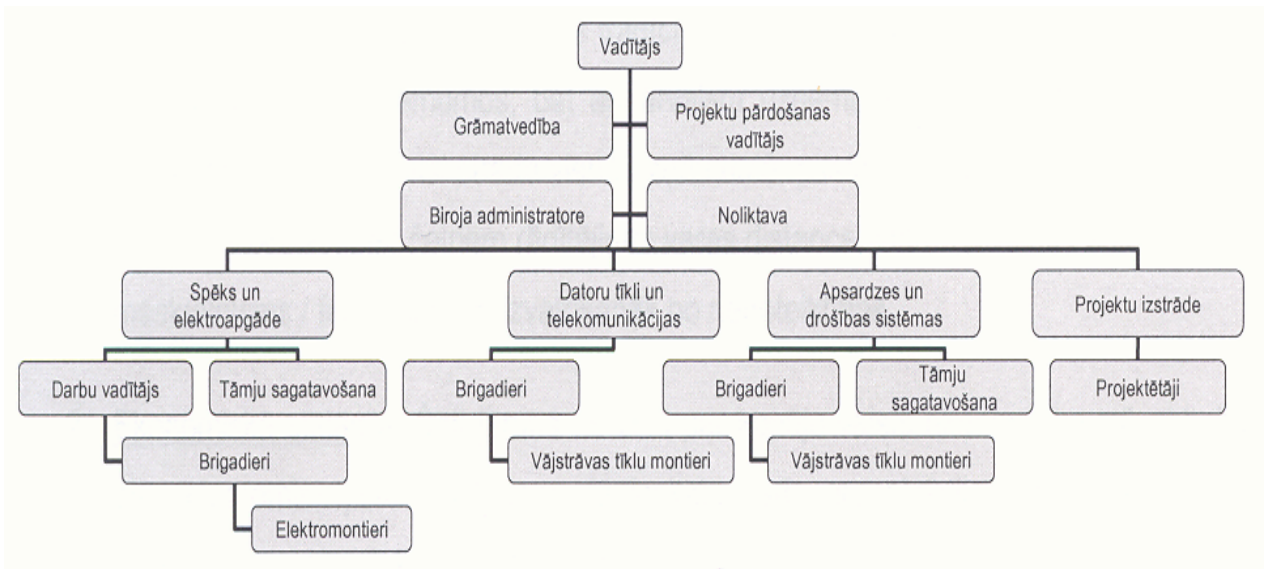 Vadītājs
Grāmatvedība
Projektu pārdošanas
vadītājs
Biroja administratore
Noliktava
Spēks un
elektroapgāde
Datoru tīkli un
telekomunikācijas
Apsardzes un
drošības sistēmas
Projektu izstrāde
Darbu vadītājs
Tāmju sagatavošana
Brigadieri
Brigadieri
Tāmju
sagatavošana
Projektētāji
Brigadieri
Vājstrāvas tīklu montieri
Vājstrāvas tīklu montieri
Elektromontieri